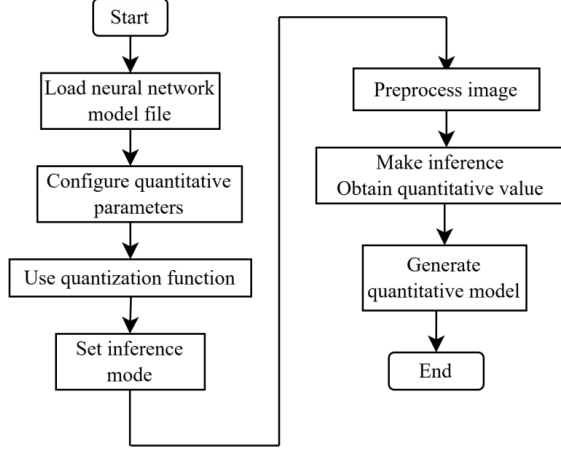 Start
Load neural network
model file
Configure quantitative
parameters
Use quantization function
Set inference
mode
Preprocess image
Make inference
Obtain quantitative value
Generate
quantitative model
End